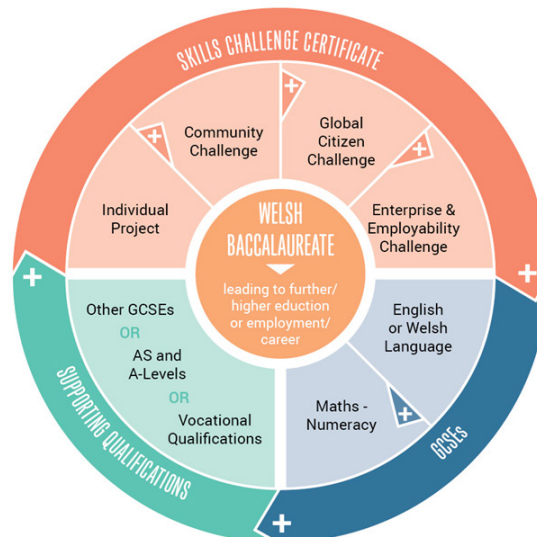 SKILLS CHALLENGE CERTIFICATE
+
Community
Challenge
+
Global
Citizen
Challenge
+
Individual
Project
Enterprise &
Employability
Challenge
WELSH
BACCALAUREATE
leading to further/
higher eduction
or employment/
career
+
+
Other GCSEs
OR
AS and
A-Levels
OR
Vocational
Qualifications
English
or Welsh
Language
Maths -
Numeracy
+
SUPPORTING QUALIFICATIONS
GCSEs
+